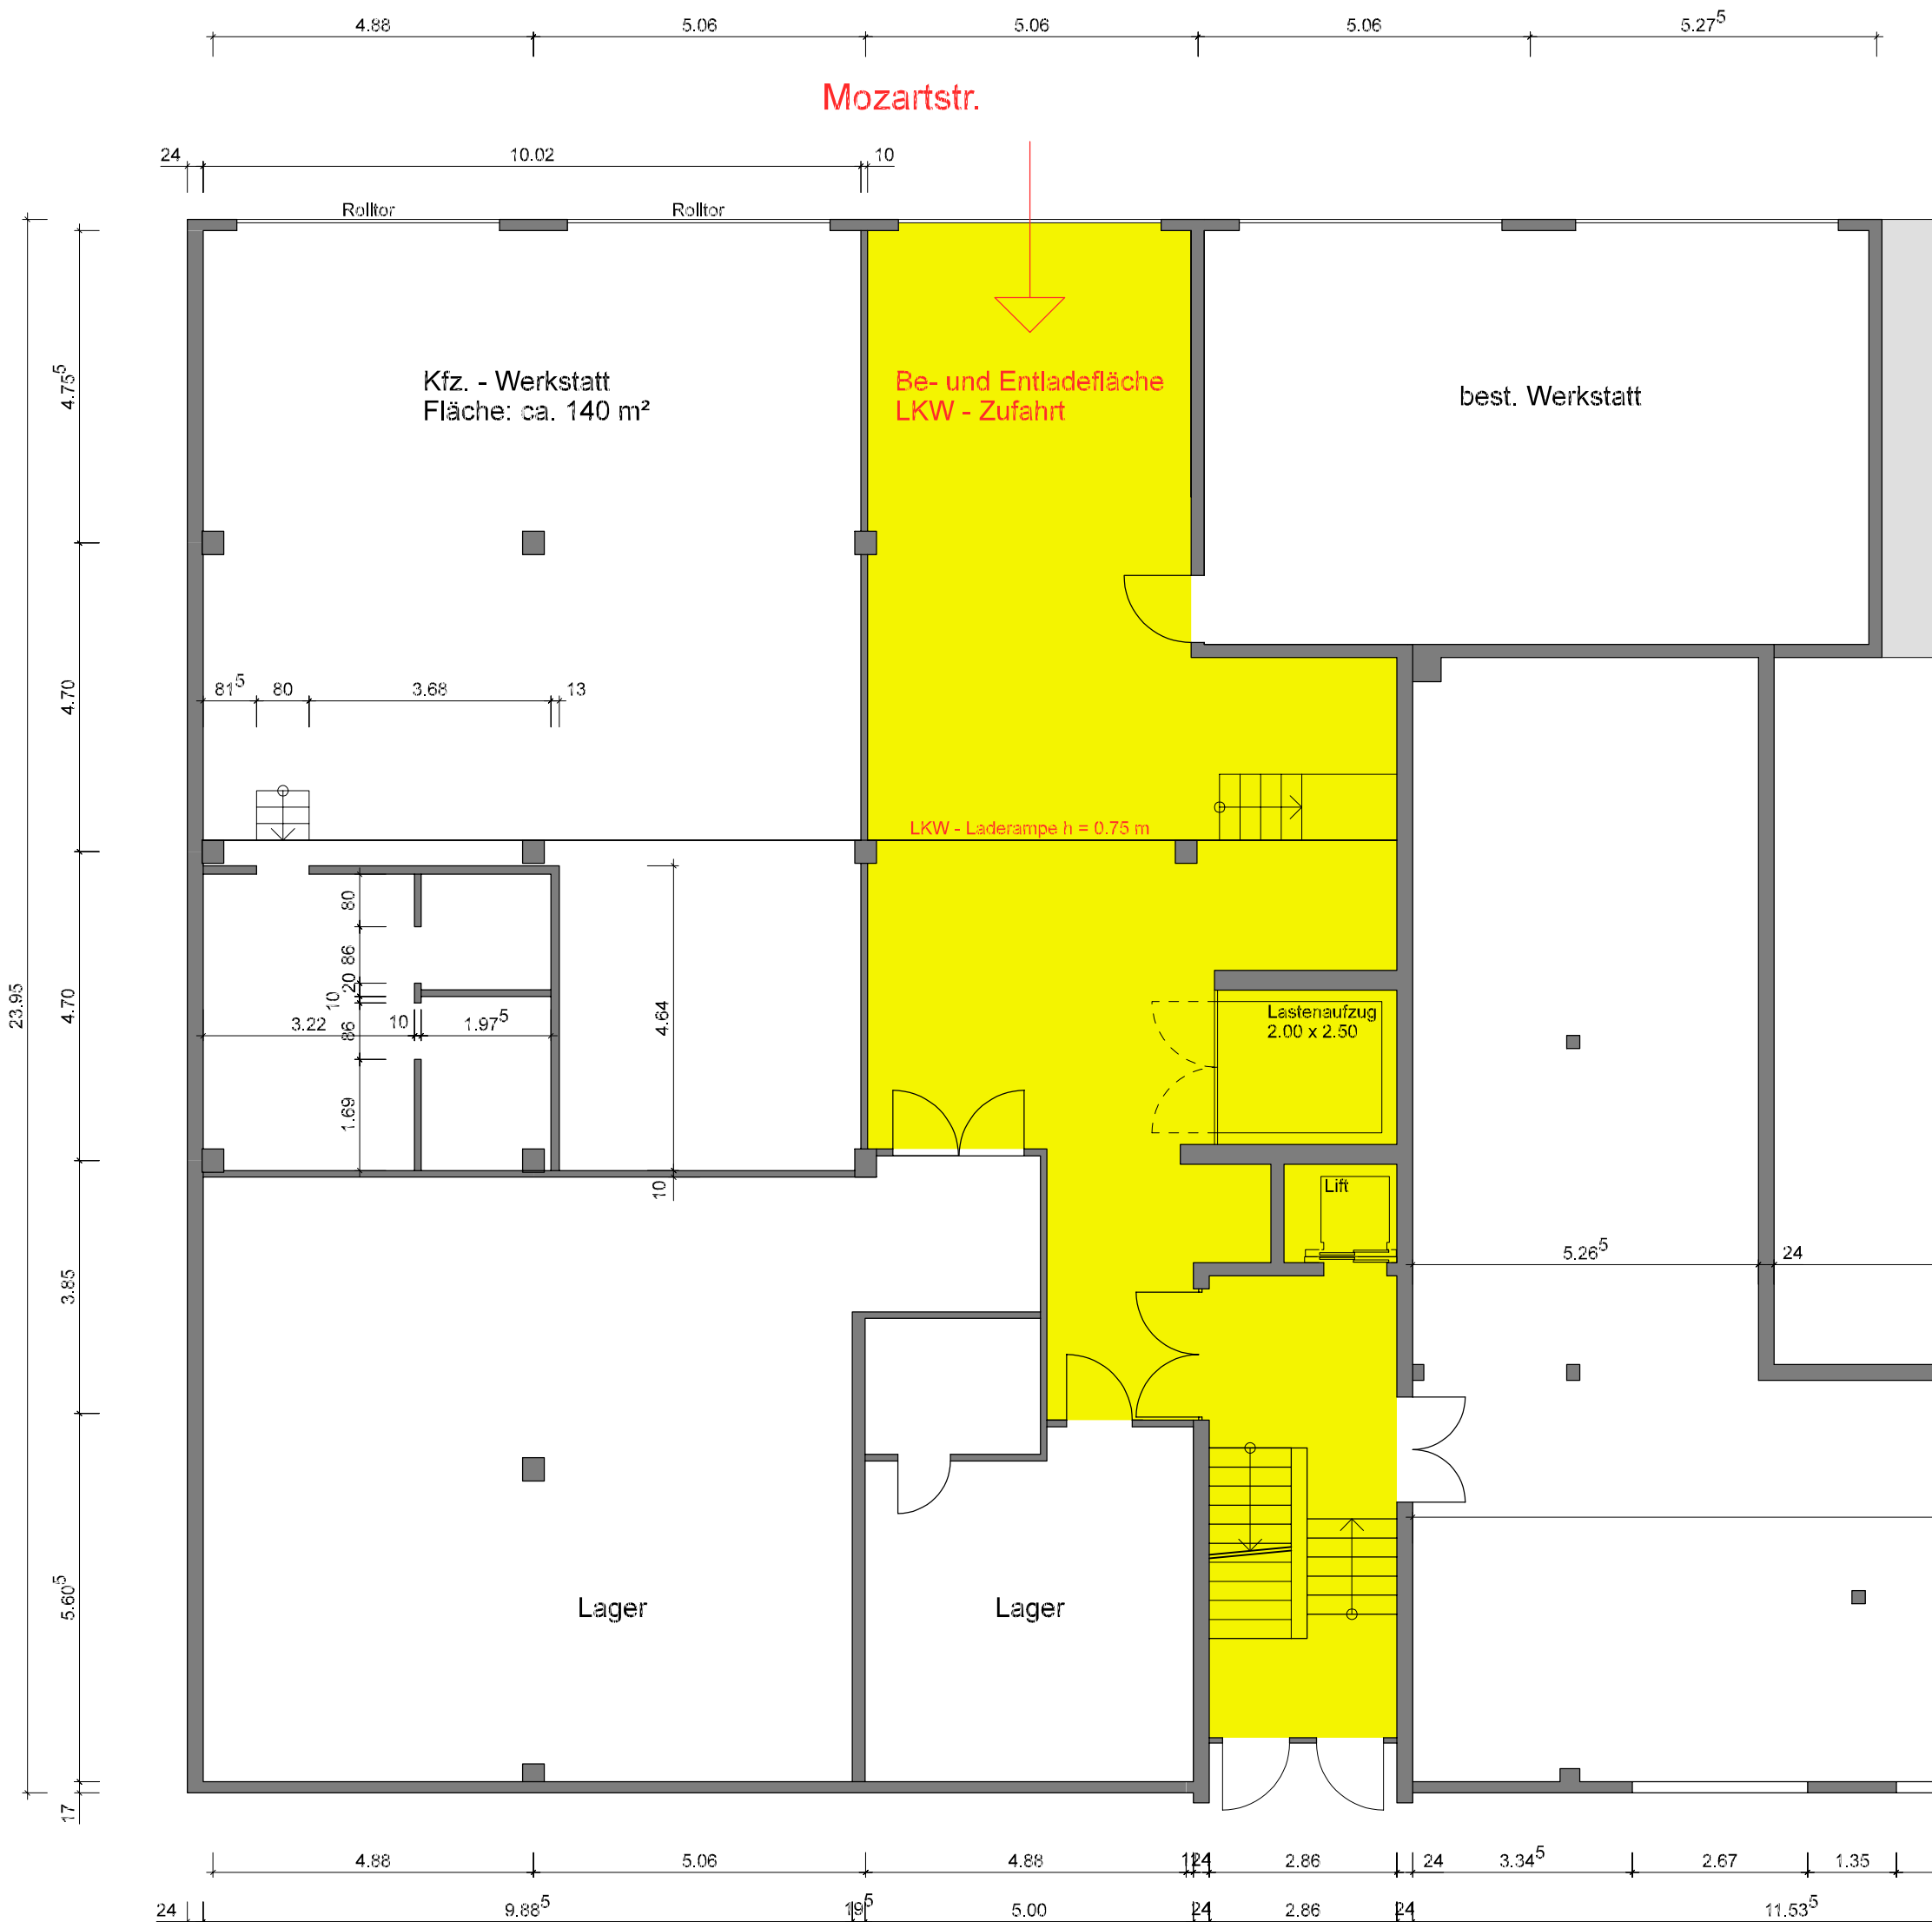 4.88 5.06 5.06 5.06 5.27⁵
Mozartstr.
24 10.02 10
Rolltor Rolltor
4.75⁵
Kfz. - Werkstatt
Fläche: ca. 140 m²
Be- und Entladefläche
LKW - Zufahrt
best. Werkstatt
4.70
81⁵ 80 3.68 13
LKW - Laderampe h = 0.75 m
80
86
20
10
86
1.69
23.95
4.70
3.22 10 1.97⁵
4.64
Lastenaufzug
2.00 x 2.50
10
Lift
3.85
5.26⁵ 24
5.60⁵
Lager Lager
17
4.88 5.06 4.88 24 2.86 24 3.34⁵ 2.67 1.35
24 9.88⁵ 19⁵ 5.00 24 2.86 24 11.53⁵